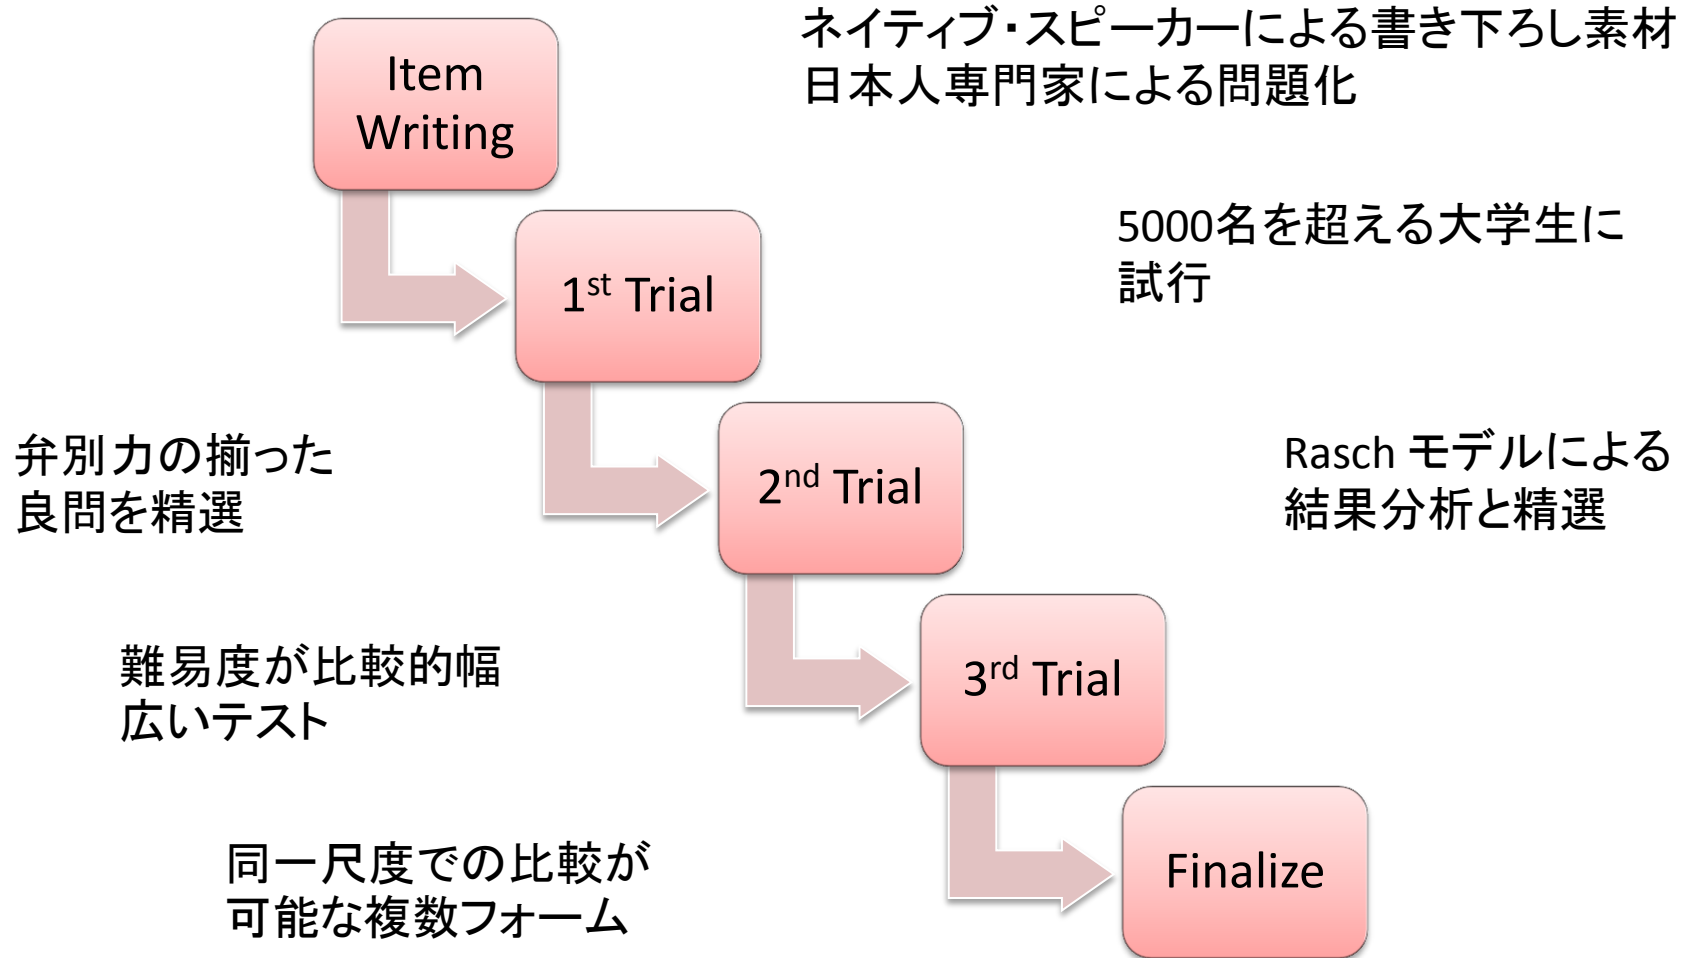 ネイティブ・スピーカーによる書き下ろし素材
日本人専門家による問題化
Item
Writing
5000名を超える大学生に
試行
1st Trial
弁別力の揃った
良問を精選
2nd Trial
Rasch モデルによる
結果分析と精選
難易度が比較的幅
広いテスト
3rd Trial
同一尺度での比較が
可能な複数フォーム
Finalize